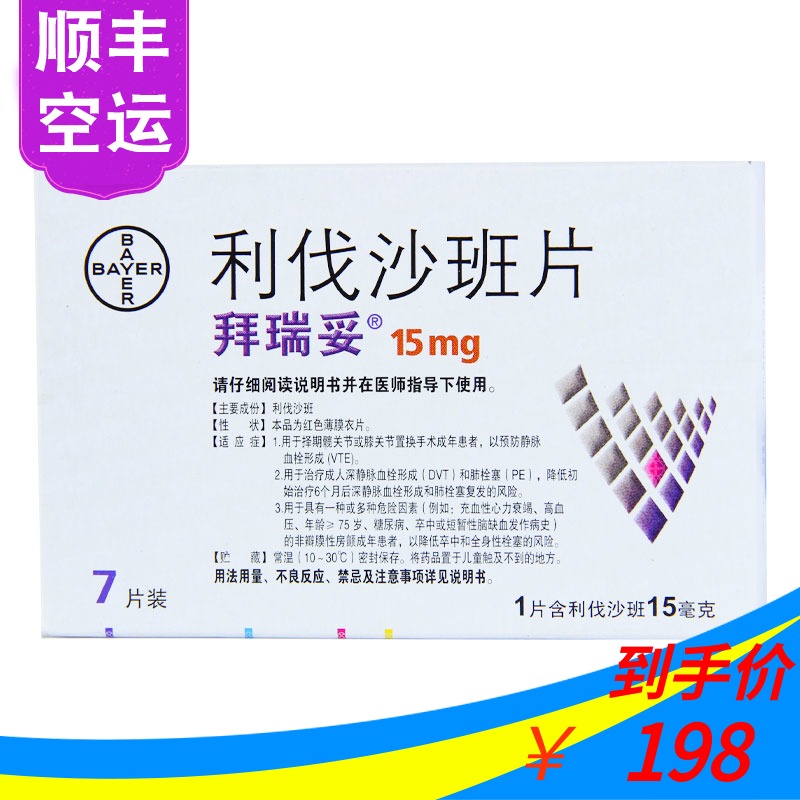 顺丰
空运
BAYER
BAYER
利伐沙班片
拜瑞妥® 15mg
请仔细阅读说明书并在医师指导下使用。
【主要成份】利伐沙班
【性 状】本品为红色薄膜衣片。
【适 应 症】1.用于择期髋关节或膝关节置换手术成年患者，以预防静脉
血栓形成(VTE)。
2.用于治疗成人深静脉血栓形成（DVT）和肺栓塞（PE），降低初
始治疗6个月后深静脉血栓形成和肺栓塞复发的风险。
3.用于具有一种或多种危险因素（例如：充血性心力衰竭、高血
压、年龄≥75岁、糖尿病、卒中或短暂性脑缺血发作病史）
的非瓣膜性房颤成年患者，以降低卒中和全身性栓塞的风险。
【贮 藏】常温（10~30℃）密封保存。将药品置于儿童触及不到的地方。
用法用量、不良反应、禁忌及注意事项详见说明书。
7片装
1片含利伐沙班15毫克
到手价
¥ 198